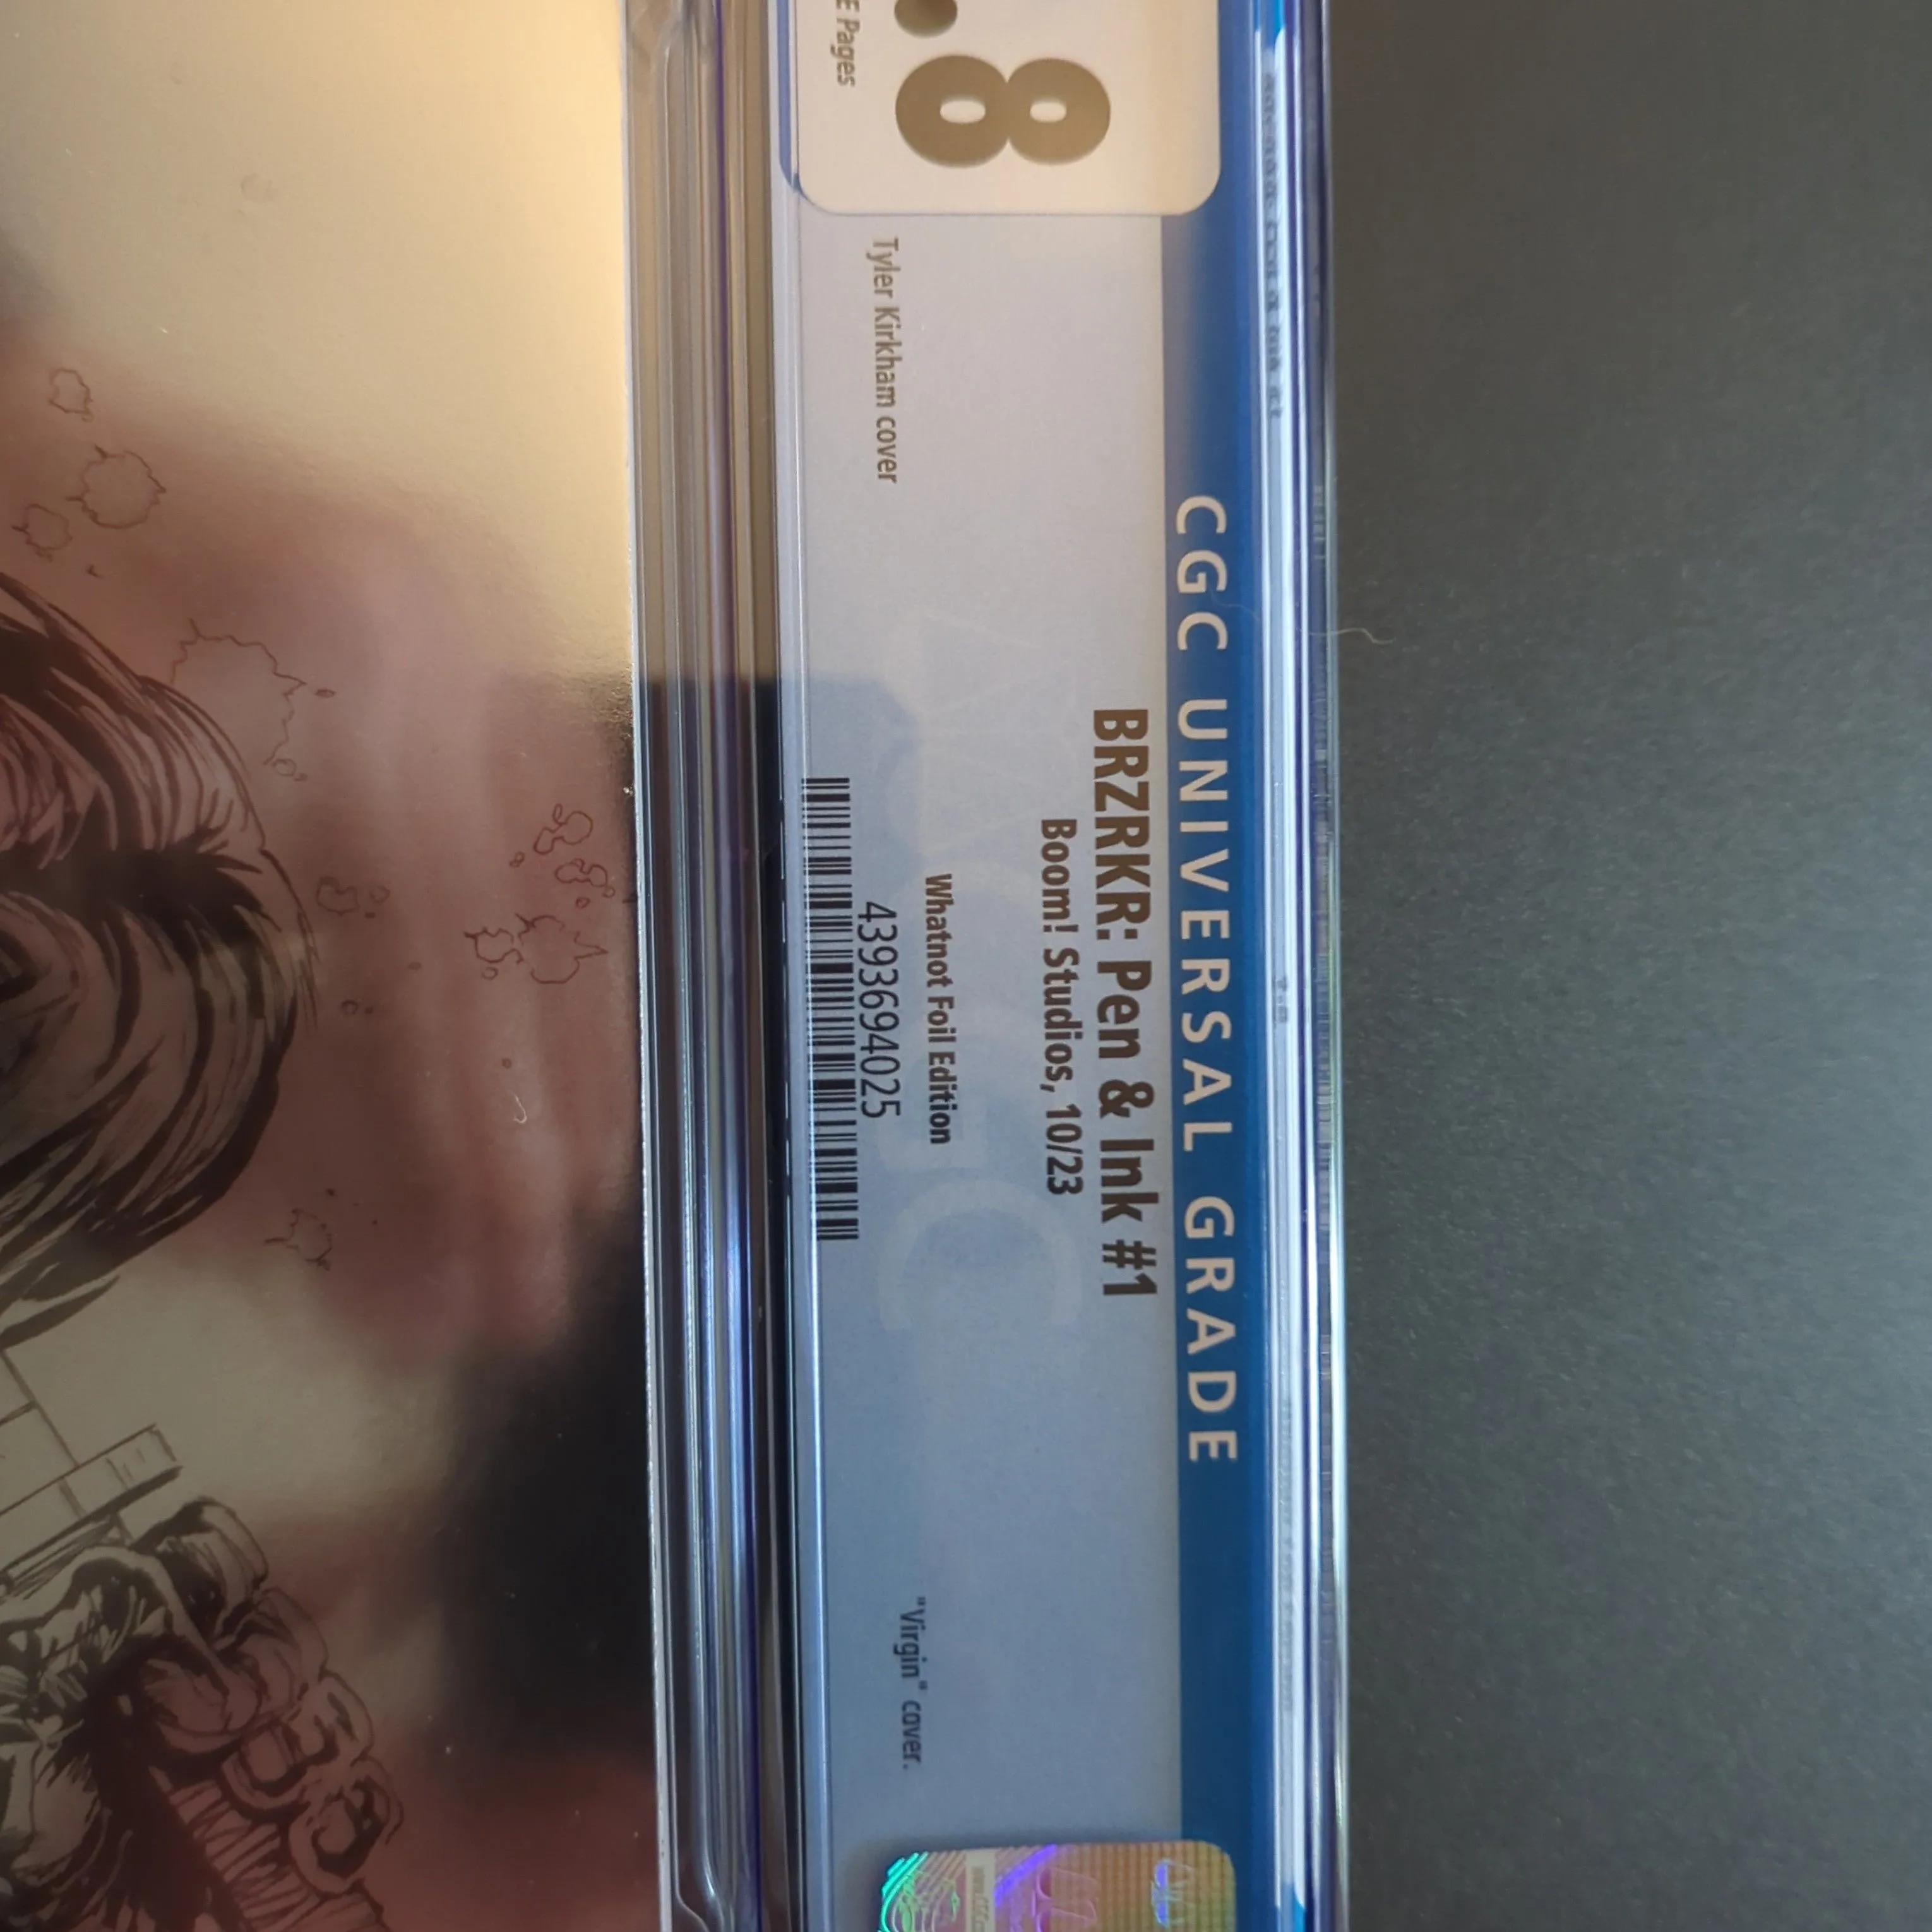 CGC UNIVERSAL GRADE
.8
E Pages
BRZRKR: Pen & Ink #1
Boom! Studios, 10/23
Whatnot Foil Edition
4393694025
Tyler Kirkham cover
"Virgin" cover.
CGC